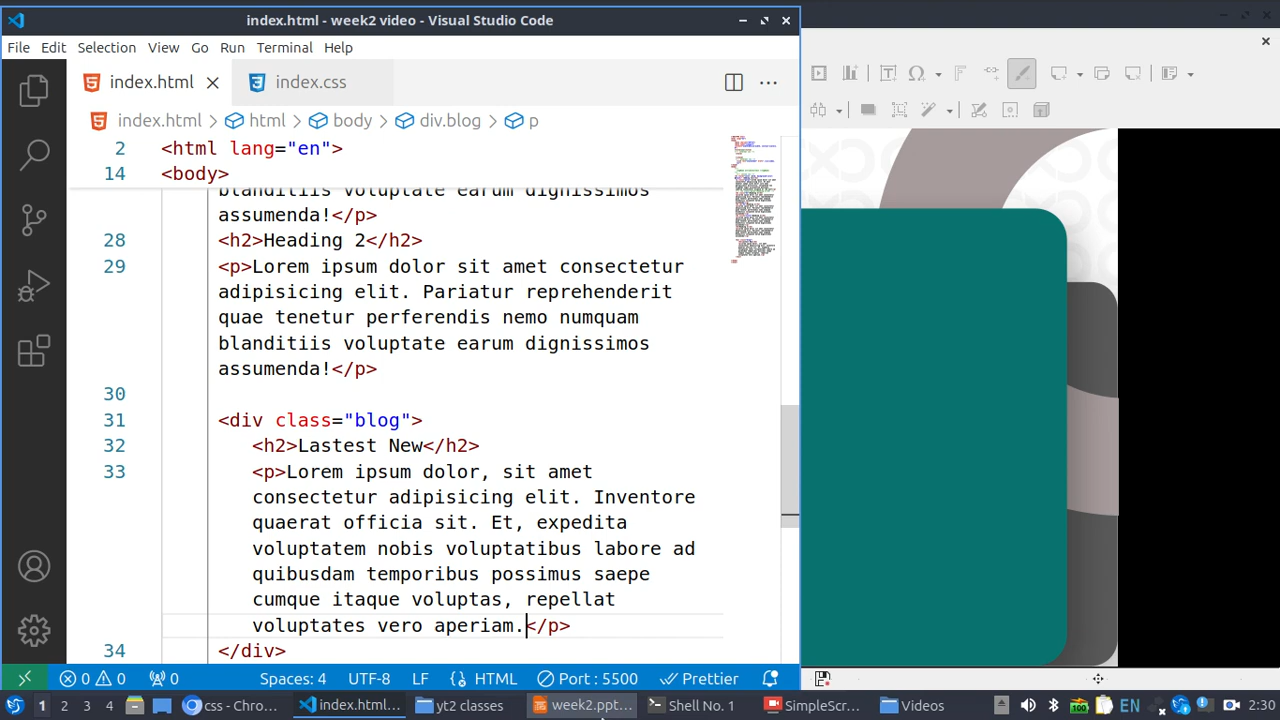 index.html - week2 video - Visual Studio Code
File Edit Selection View Go Run Terminal Help
index.html
index.css
index.html > html > body > div.blog > p
2 <html lang="en">
14 <body>
blanditiis voluptate earum dignissimos
assumenda!</p>
28 <h2>Heading 2</h2>
29 <p>Lorem ipsum dolor sit amet consectetur
adipisicing elit. Pariatur reprehenderit
quae tenetur perferendis nemo numquam
blanditiis voluptate earum dignissimos
assumenda!</p>
30
31 <div class="blog">
32 <h2>Lastest New</h2>
33 <p>Lorem ipsum dolor, sit amet
consectetur adipisicing elit. Inventore
quaerat officia sit. Et, expedita
voluptatem nobis voluptatibus labore ad
quibusdam temporibus possimus saepe
cumque itaque voluptas, repellat
voluptates vero aperiam.</p>
34 </div>
0 0 0 Spaces: 4 UTF-8 LF HTML Port : 5500 Prettier
1 2 3 4 css - Chro... index.html... yt2 classes week2.ppt... Shell No. 1 SimpleScr... Videos 100 EN 2:30